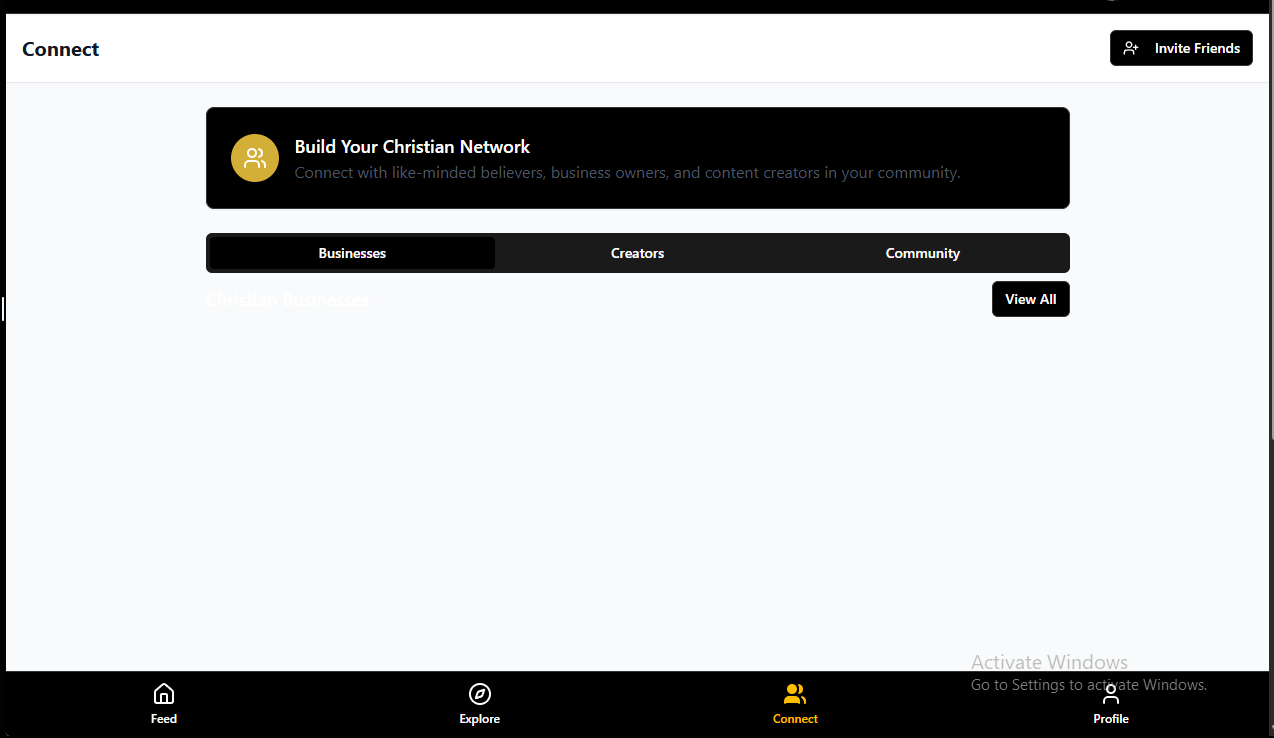 Connect
Invite Friends
Build Your Christian Network
Connect with like-minded believers, business owners, and content creators in your community.
Businesses
Creators
Community
Christian Businesses
View All
Activate Windows
Go to Settings to activate Windows.
Feed
Explore
Connect
Profile